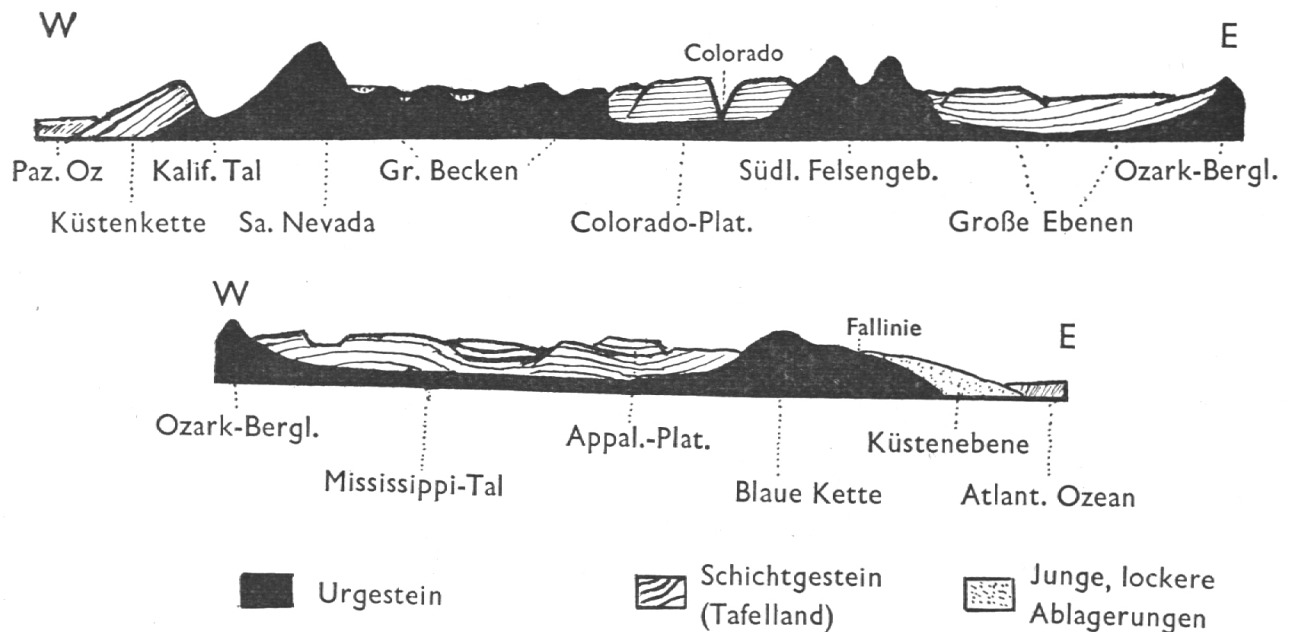 W
E
Colorado
Paz. Oz
Kalif. Tal
Gr. Becken
Südl. Felsengeb.
Ozark-Bergl.
Küstenkette
Sa. Nevada
Colorado-Plat.
Große Ebenen
W
E
Fallinie
Ozark-Bergl.
Appal.-Plat.
Küstenebene
Mississippi-Tal
Blaue Kette
Atlant. Ozean
Urgestein
Schichtgestein
(Tafelland)
Junge, lockere
Ablagerungen